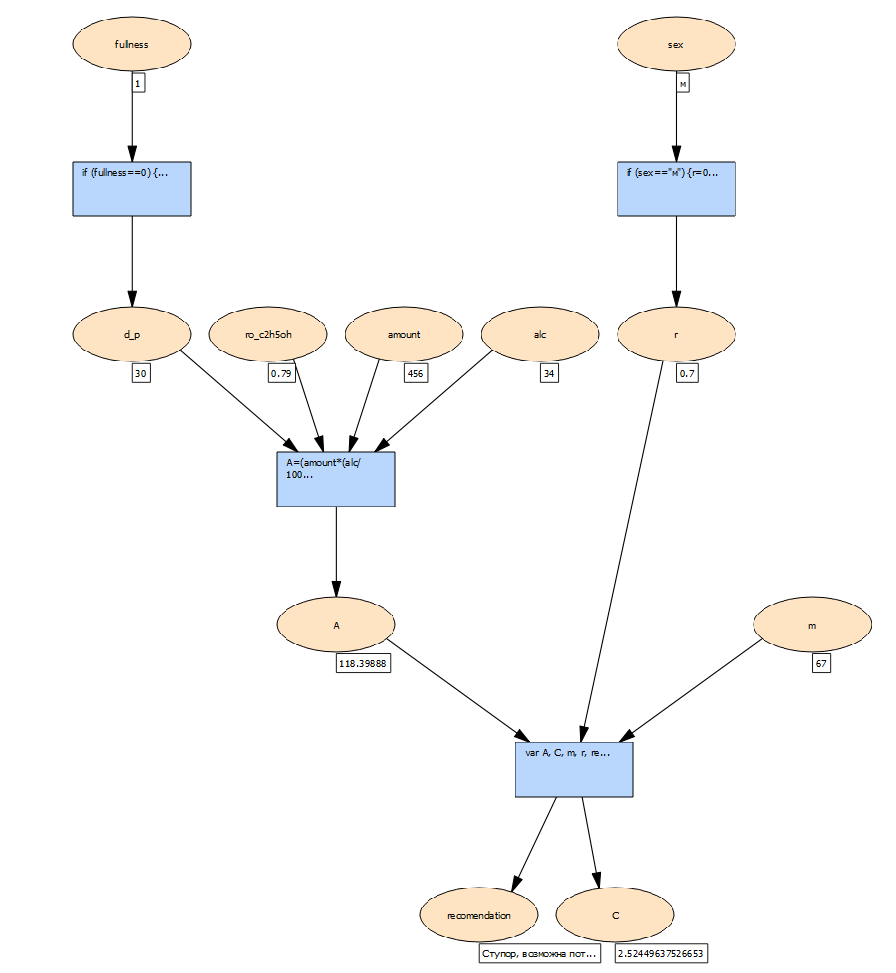 fullness
sex
1
м
if (fullness==0) {...
if (sex=="м") {r=0...
d_p
ro_c2h5oh
amount
alc
r
30
0.79
456
34
0.7
A=(amount*(alc/
100...
A
m
118.39888
67
var A, C, m, r, re...
recomendation
C
Ступор, возможна пот...
2.52449637526653